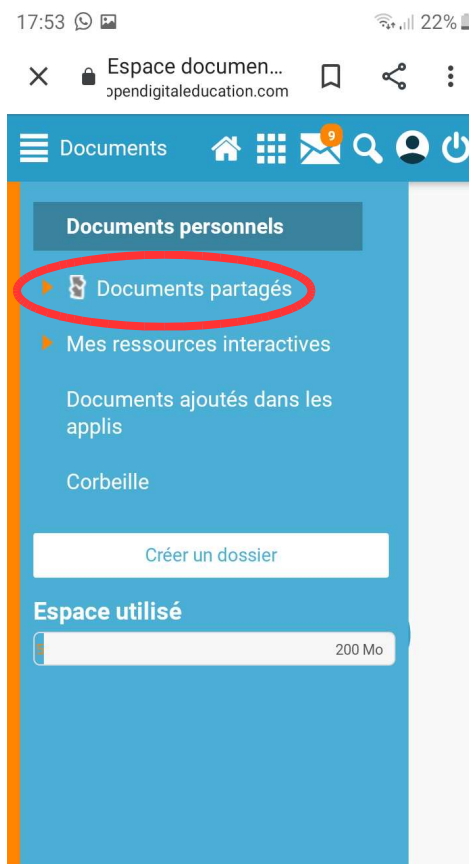 17:53 22%
Espace documen...
opendigitaleducation.com
Documents 9
Documents personnels
Documents partagés
Mes ressources interactives
Documents ajoutés dans les
applis
Corbeille
Créer un dossier
Espace utilisé
200 Mo